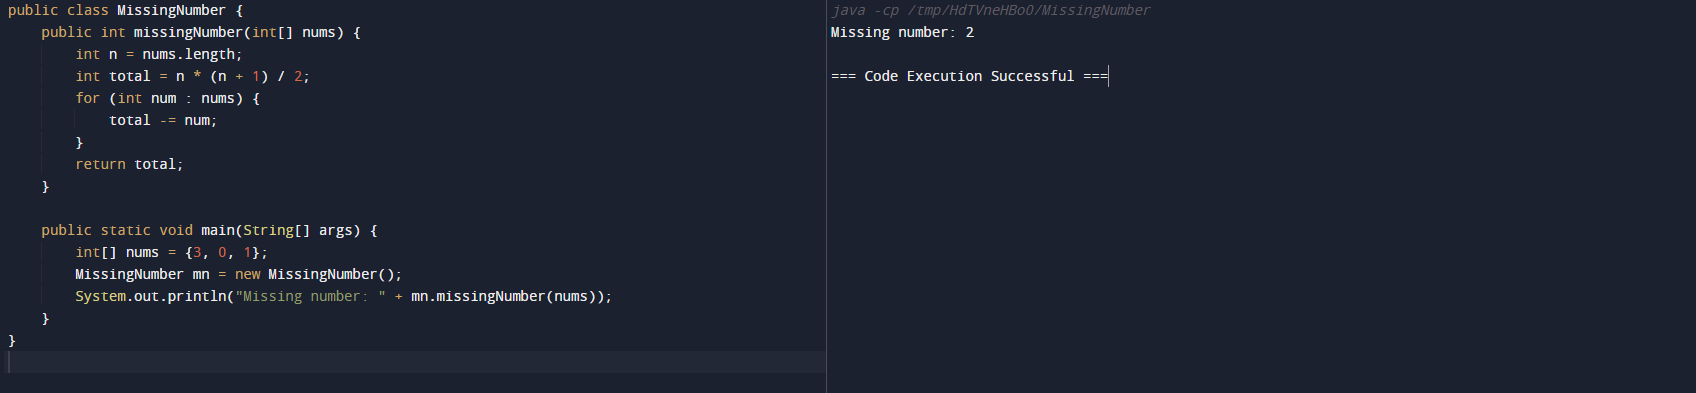 public class MissingNumber {
    public int missingNumber(int[] nums) {
        int n = nums.length;
        int total = n * (n + 1) / 2;
        for (int num : nums) {
            total -= num;
        }
        return total;
    }

    public static void main(String[] args) {
        int[] nums = {3, 0, 1};
        MissingNumber mn = new MissingNumber();
        System.out.println("Missing number: " + mn.missingNumber(nums));
    }
}
java -cp /tmp/HdTVneHBoO/MissingNumber
Missing number: 2

=== Code Execution Successful ===